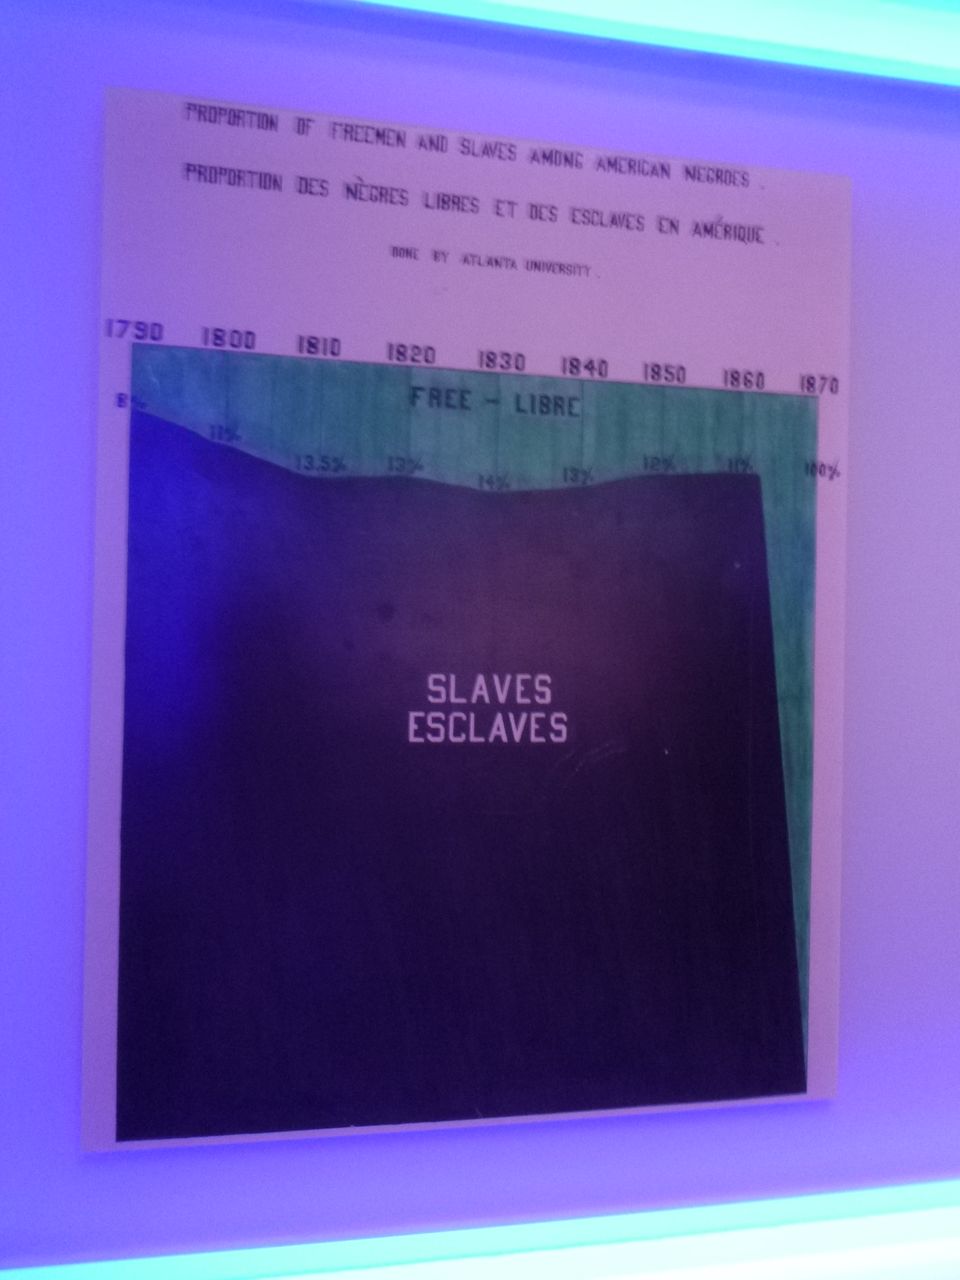 PROPORTION OF FREEMEN AND SLAVES AMONG AMERICAN NEGROES .
PROPORTION DES NÈGRES LIBRES ET DES ESCLAVES EN AMÉRIQUE .
DONE BY ATLANTA UNIVERSITY .
1790 1800 1810 1820 1830 1840 1850 1860 1870
FREE – LIBRE
8% 11% 13.5% 13% 14% 13% 12% 11% 100%
SLAVES
ESCLAVES